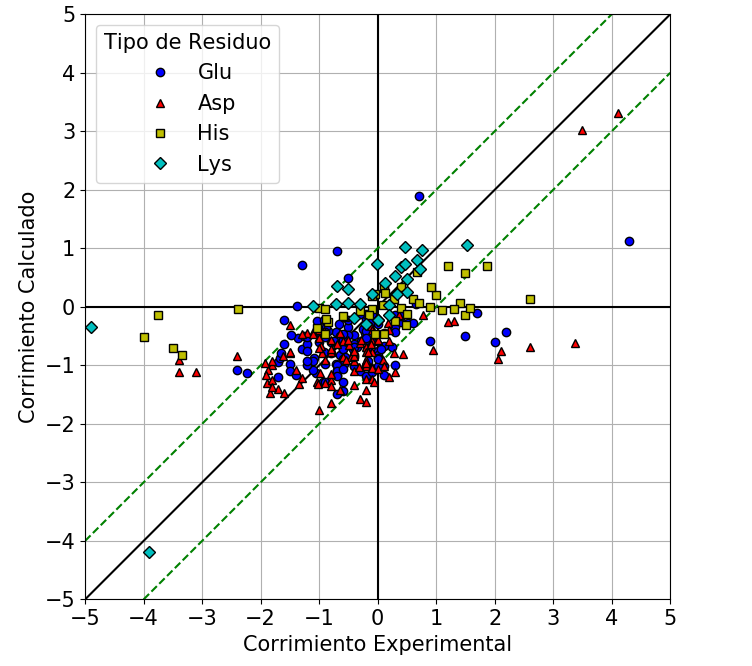 Tipo de Residuo
Glu
Asp
His
Lys
5
4
3
2
1
0
−1
−2
−3
−4
−5
Corrimiento Calculado
−5 −4 −3 −2 −1 0 1 2 3 4 5
Corrimiento Experimental